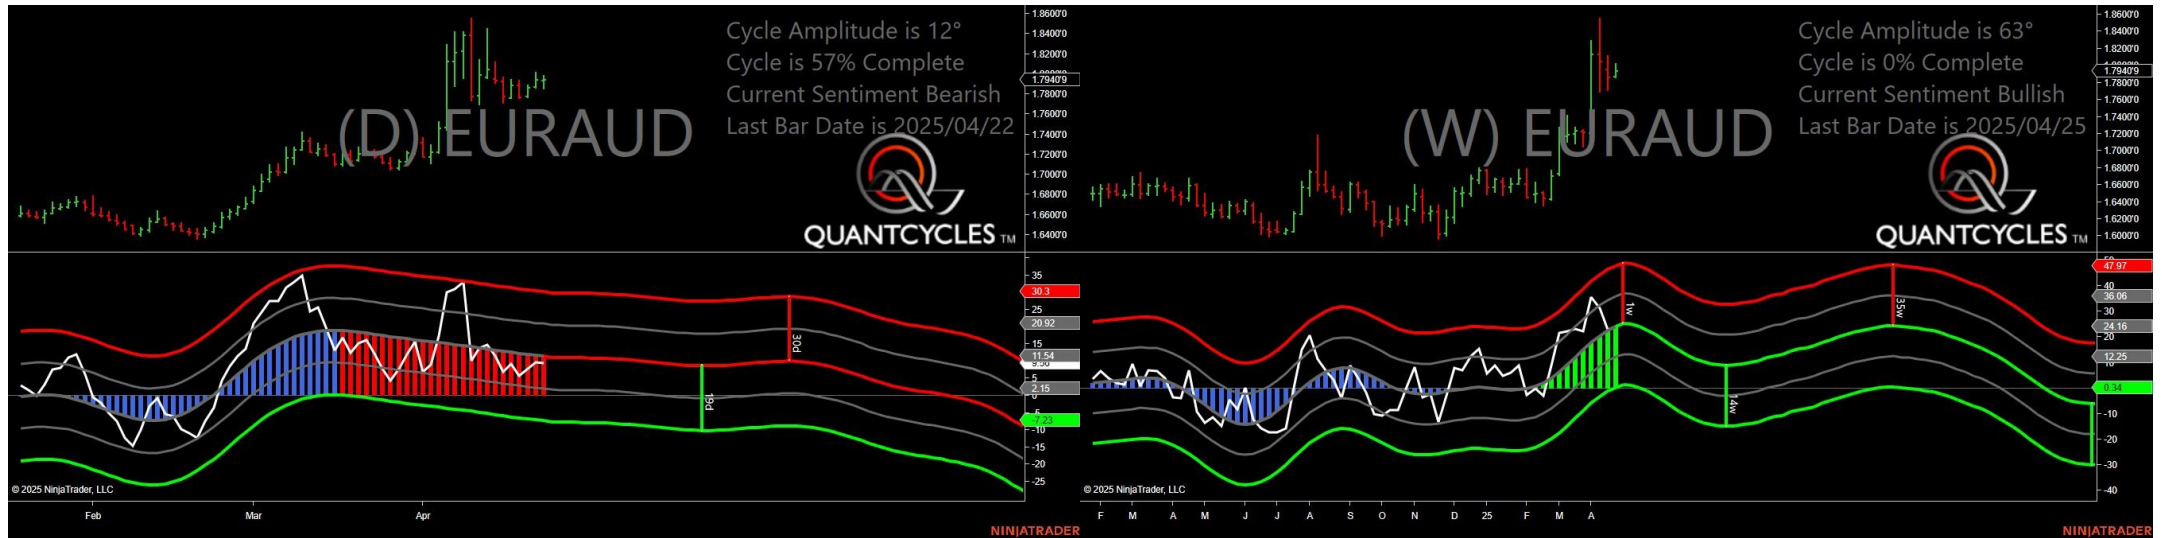 Cycle Amplitude is 12°
Cycle is 57% Complete
Current Sentiment Bearish
Last Bar Date is 2025/04/22
(D) EURAUD
QUANTCYCLES TM
1.8600'0
1.8400'0
1.8200'0
1.7940'9
1.7800'0
1.7600'0
1.7400'0
1.7200'0
1.7000'0
1.6800'0
1.6600'0
1.6400'0
35
30.3
25
20.92
15
11.54
5
2.15
0
-7.23
-10
-15
-20
-25
30d
19d
© 2025 NinjaTrader, LLC
Feb Mar Apr
NINJATRADER
Cycle Amplitude is 63°
Cycle is 0% Complete
Current Sentiment Bullish
Last Bar Date is 2025/04/25
(W) EURAUD
QUANTCYCLES TM
1.8600'0
1.8400'0
1.8200'0
1.7940'9
1.7800'0
1.7600'0
1.7400'0
1.7200'0
1.7000'0
1.6800'0
1.6600'0
1.6400'0
1.6200'0
1.6000'0
47.97
40
36.06
30
24.16
12.25
0.34
-10
-20
-30
-40
1w
35w
14w
© 2025 NinjaTrader, LLC
F M A M J J A S O N D 25 F M A
NINJATRADER